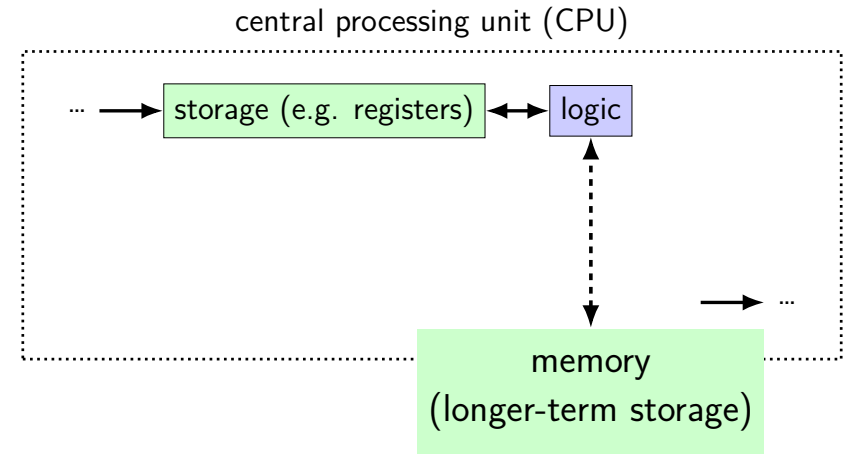 central processing unit (CPU)
... storage (e.g. registers) logic
...
memory
(longer-term storage)